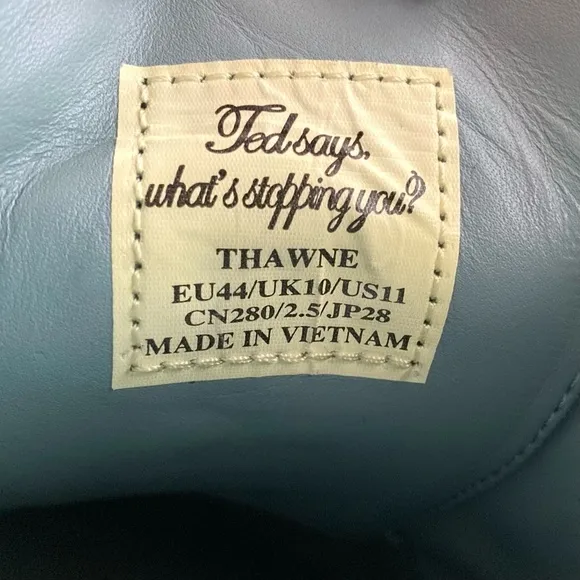 Ted says,
what's stopping you?
THAWNE
EU44/UK10/US11
CN280/2.5/JP28
MADE IN VIETNAM